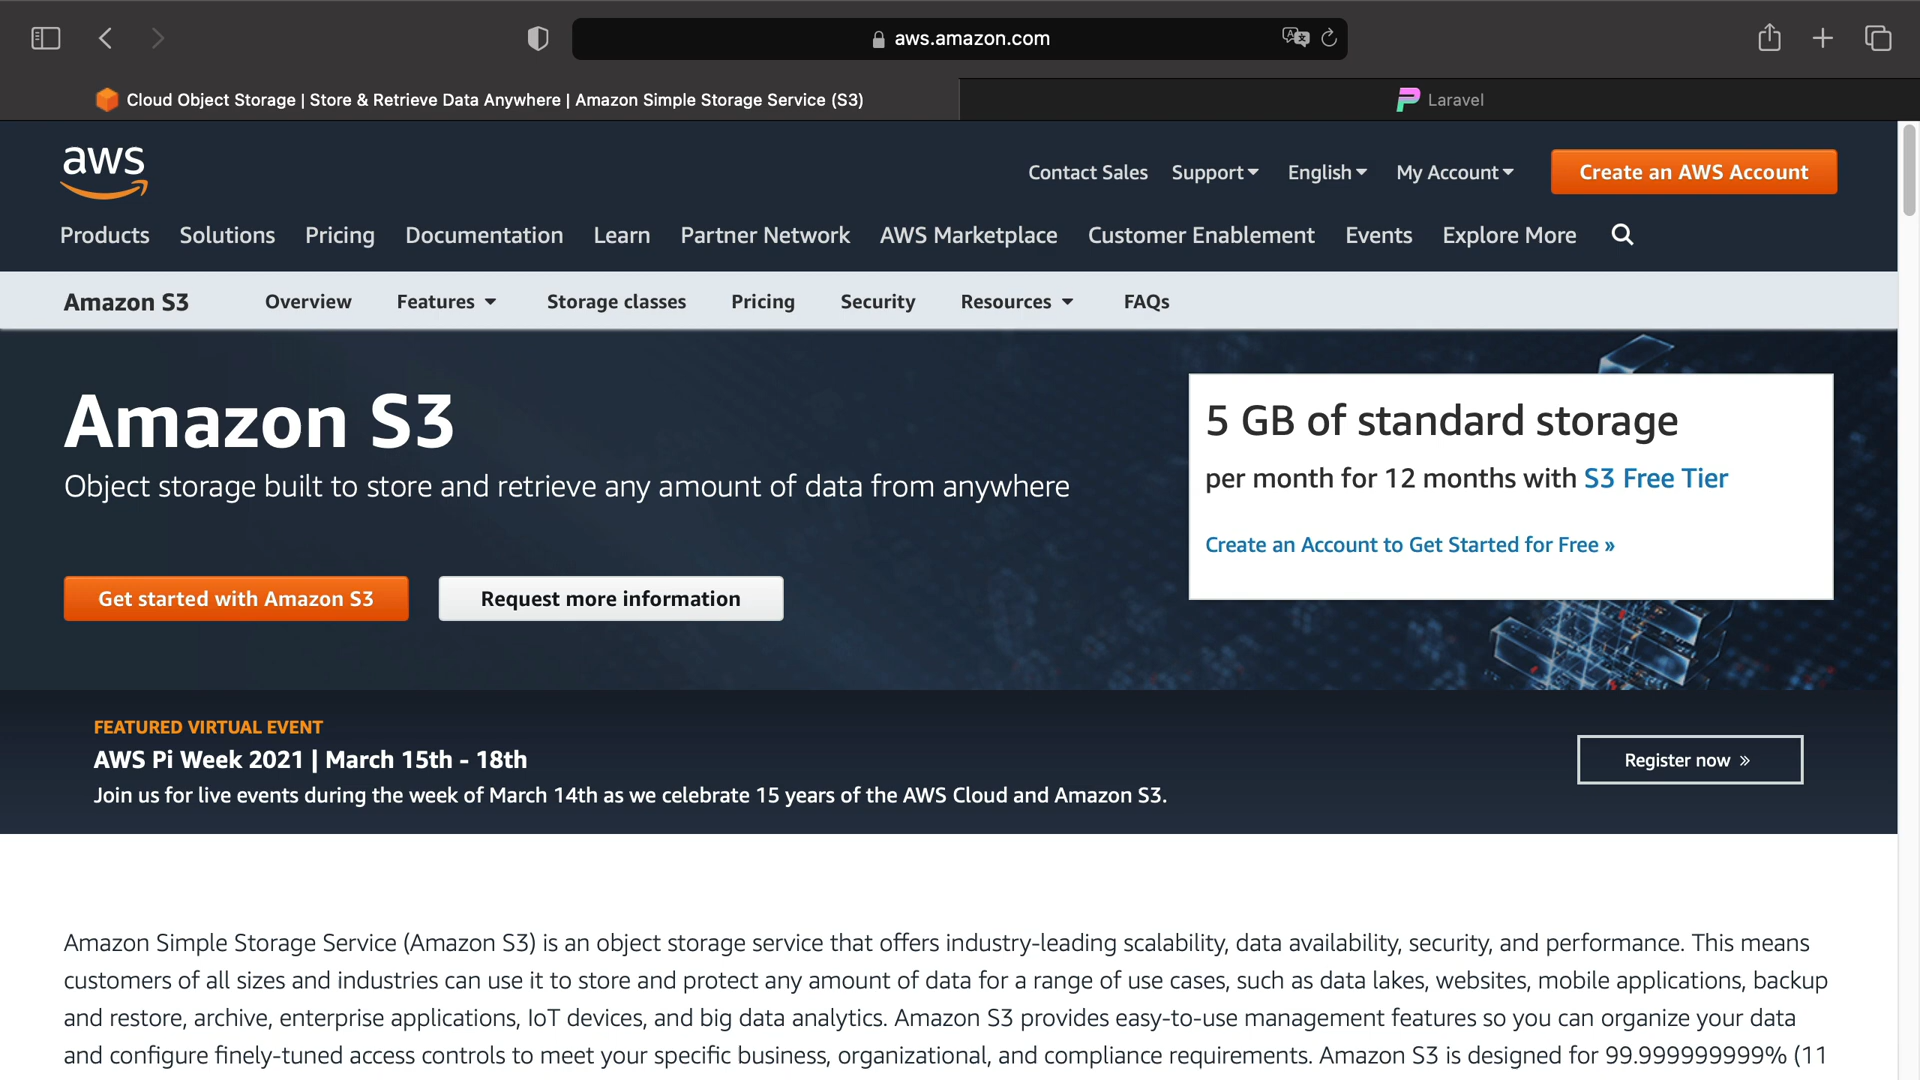 aws.amazon.com
Cloud Object Storage | Store & Retrieve Data Anywhere | Amazon Simple Storage Service (S3)
Laravel
aws
Contact Sales Support English My Account Create an AWS Account
Products Solutions Pricing Documentation Learn Partner Network AWS Marketplace Customer Enablement Events Explore More
Amazon S3 Overview Features Storage classes Pricing Security Resources FAQs
Amazon S3
Object storage built to store and retrieve any amount of data from anywhere
Get started with Amazon S3 Request more information
5 GB of standard storage
per month for 12 months with S3 Free Tier
Create an Account to Get Started for Free »
FEATURED VIRTUAL EVENT
AWS Pi Week 2021 | March 15th - 18th
Join us for live events during the week of March 14th as we celebrate 15 years of the AWS Cloud and Amazon S3.
Register now »
Amazon Simple Storage Service (Amazon S3) is an object storage service that offers industry-leading scalability, data availability, security, and performance. This means
customers of all sizes and industries can use it to store and protect any amount of data for a range of use cases, such as data lakes, websites, mobile applications, backup
and restore, archive, enterprise applications, IoT devices, and big data analytics. Amazon S3 provides easy-to-use management features so you can organize your data
and configure finely-tuned access controls to meet your specific business, organizational, and compliance requirements. Amazon S3 is designed for 99.999999999% (11